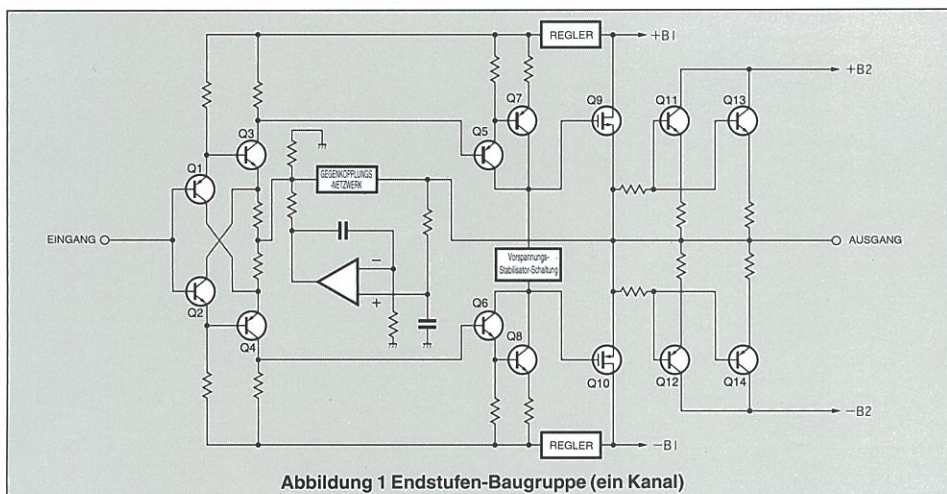 REGLER
+B1
+B2
Q7
Q9
Q11
Q13
Q3
Q5
Q1
GEGENKOPPLUNGS
-NETZWERK
EINGANG
AUSGANG
Vorspannungs-
Stabilisator-Schaltung
−
+
Q2
Q6
Q4
Q8
Q10
Q12
Q14
−B2
REGLER
−B1
Abbildung 1 Endstufen-Baugruppe (ein Kanal)